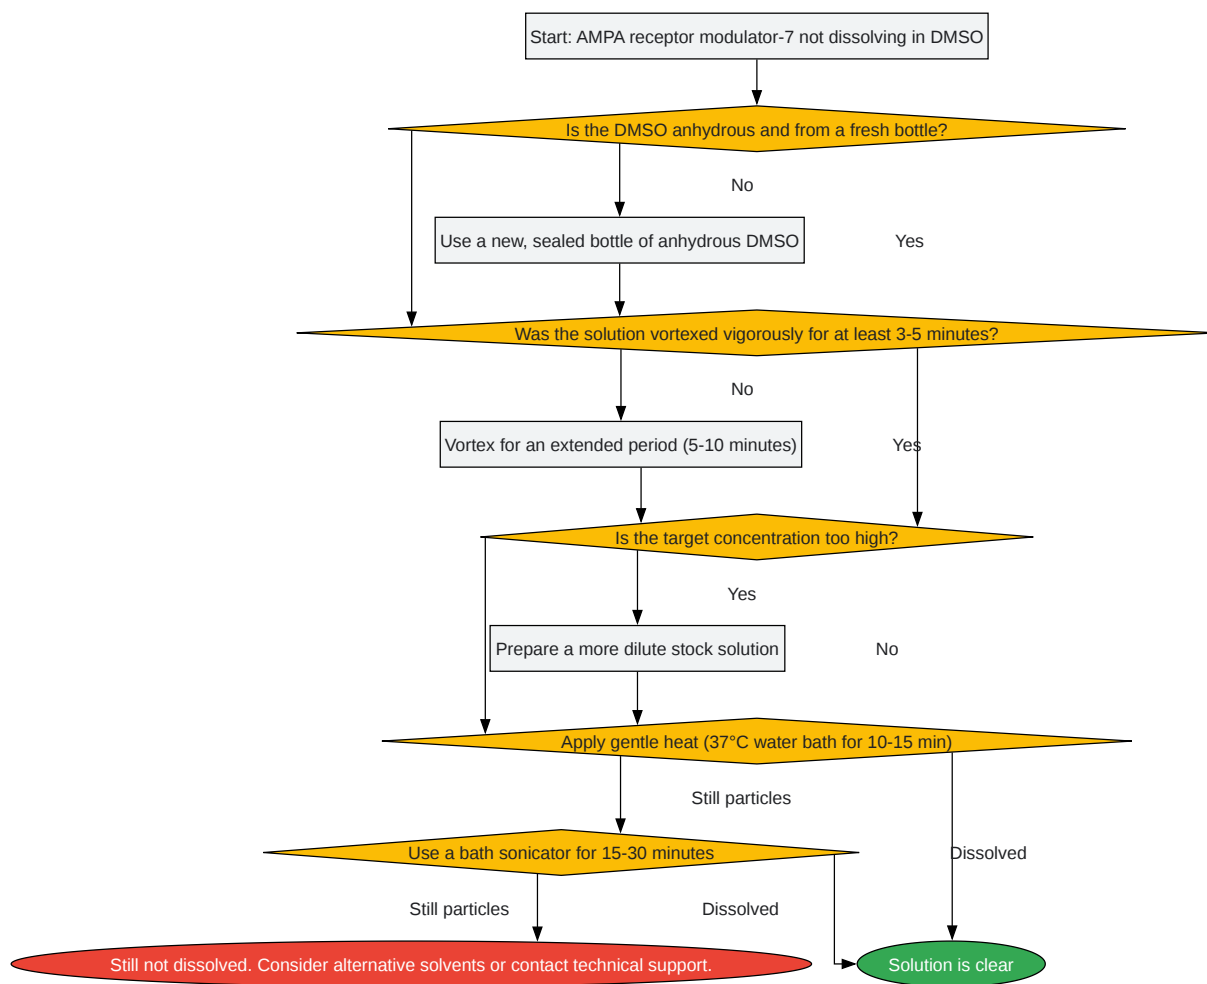 Start: AMPA receptor modulator-7 not dissolving in DMSO
Is the DMSO anhydrous and from a fresh bottle?
No
Use a new, sealed bottle of anhydrous DMSO
Yes
Was the solution vortexed vigorously for at least 3-5 minutes?
No
Vortex for an extended period (5-10 minutes)
Yes
Is the target concentration too high?
Yes
Prepare a more dilute stock solution
No
Apply gentle heat (37°C water bath for 10-15 min)
Still particles
Use a bath sonicator for 15-30 minutes
Dissolved
Still particles
Dissolved
Still not dissolved. Consider alternative solvents or contact technical support.
Solution is clear